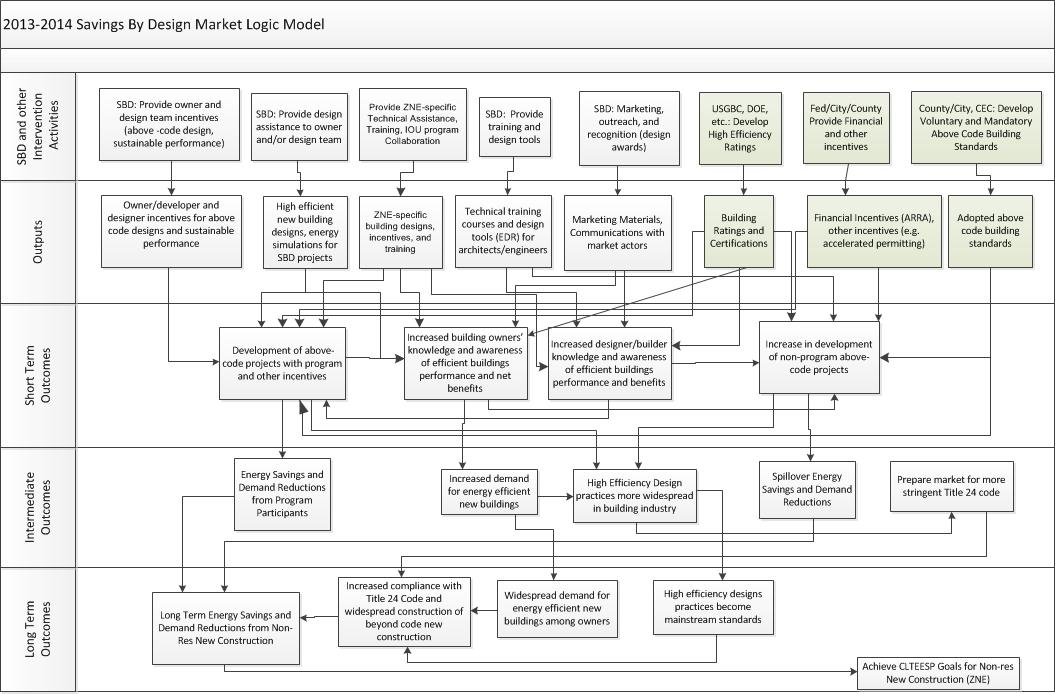 2013-2014 Savings By Design Market Logic Model
SBD and other
Intervention
Activities
SBD: Provide owner and
design team incentives
(above -code design,
sustainable performance)
SBD: Provide design
assistance to owner
and/or design team
Provide ZNE-specific
Technical Assistance,
Training, IOU program
Collaboration
SBD: Provide
training and
design tools
SBD: Marketing,
outreach, and
recognition (design
awards)
USGBC, DOE,
etc.: Develop
High Efficiency
Ratings
Fed/City/County
Provide Financial
and other
incentives
County/City, CEC: Develop
Voluntary and Mandatory
Above Code Building
Standards
Outputs
Owner/developer and
designer incentives for above
code designs and sustainable
performance
High efficient
new building
designs, energy
simulations for
SBD projects
ZNE-specific
building designs,
incentives, and
training
Technical training
courses and design
tools (EDR) for
architects/engineers
Marketing Materials,
Communications with
market actors
Building
Ratings and
Certifications
Financial Incentives (ARRA),
other incentives (e.g.
accelerated permitting)
Adopted above
code building
standards
Short Term
Outcomes
Development of above-
code projects with program
and other incentives
Increased building owners'
knowledge and awareness
of efficient buildings
performance and net
benefits
Increased designer/builder
knowledge and awareness
of efficient buildings
performance and benefits
Increase in development
of non-program above-
code projects
Intermediate
Outcomes
Energy Savings and
Demand Reductions
from Program
Participants
Increased demand
for energy efficient
new buildings
High Efficiency Design
practices more widespread
in building industry
Spillover Energy
Savings and Demand
Reductions
Prepare market for more
stringent Title 24 code
Long Term
Outcomes
Long Term Energy Savings and
Demand Reductions from Non-
Res New Construction
Increased compliance with
Title 24 Code and
widespread construction of
beyond code new
construction
Widespread demand for
energy efficient new
buildings among owners
High efficiency designs
practices become
mainstream standards
Achieve CLTEESP Goals for Non-res
New Construction (ZNE)